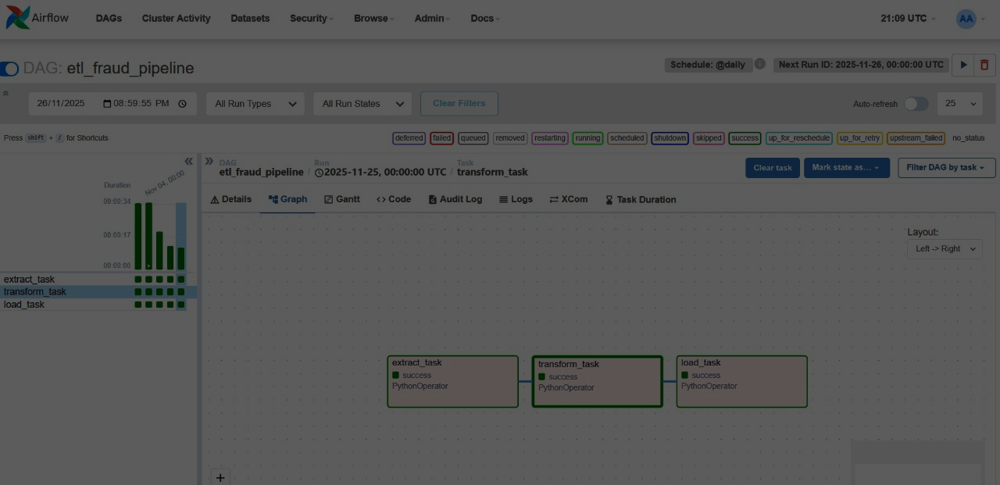 Airflow DAGs Cluster Activity Datasets Security Browse Admin Docs 21:09 UTC AA
DAG: etl_fraud_pipeline Schedule: @daily i Next Run ID: 2025-11-26, 00:00:00 UTC
26/11/2025 08:59:55 PM All Run Types All Run States Clear Filters Auto-refresh 25
Press shift + / for Shortcuts deferred failed queued removed restarting running scheduled shutdown skipped success up_for_reschedule up_for_retry upstream_failed no_status
DAG Run Task
etl_fraud_pipeline / 2025-11-25, 00:00:00 UTC / transform_task Clear task Mark state as... Filter DAG by task
Nov 04, 00:00
Duration
00:00:34
00:00:17
00:00:00
extract_task
transform_task
load_task
Details Graph Gantt Code Audit Log Logs XCom Task Duration
Layout:
Left -> Right
extract_task
success
PythonOperator
transform_task
success
PythonOperator
load_task
success
PythonOperator
+